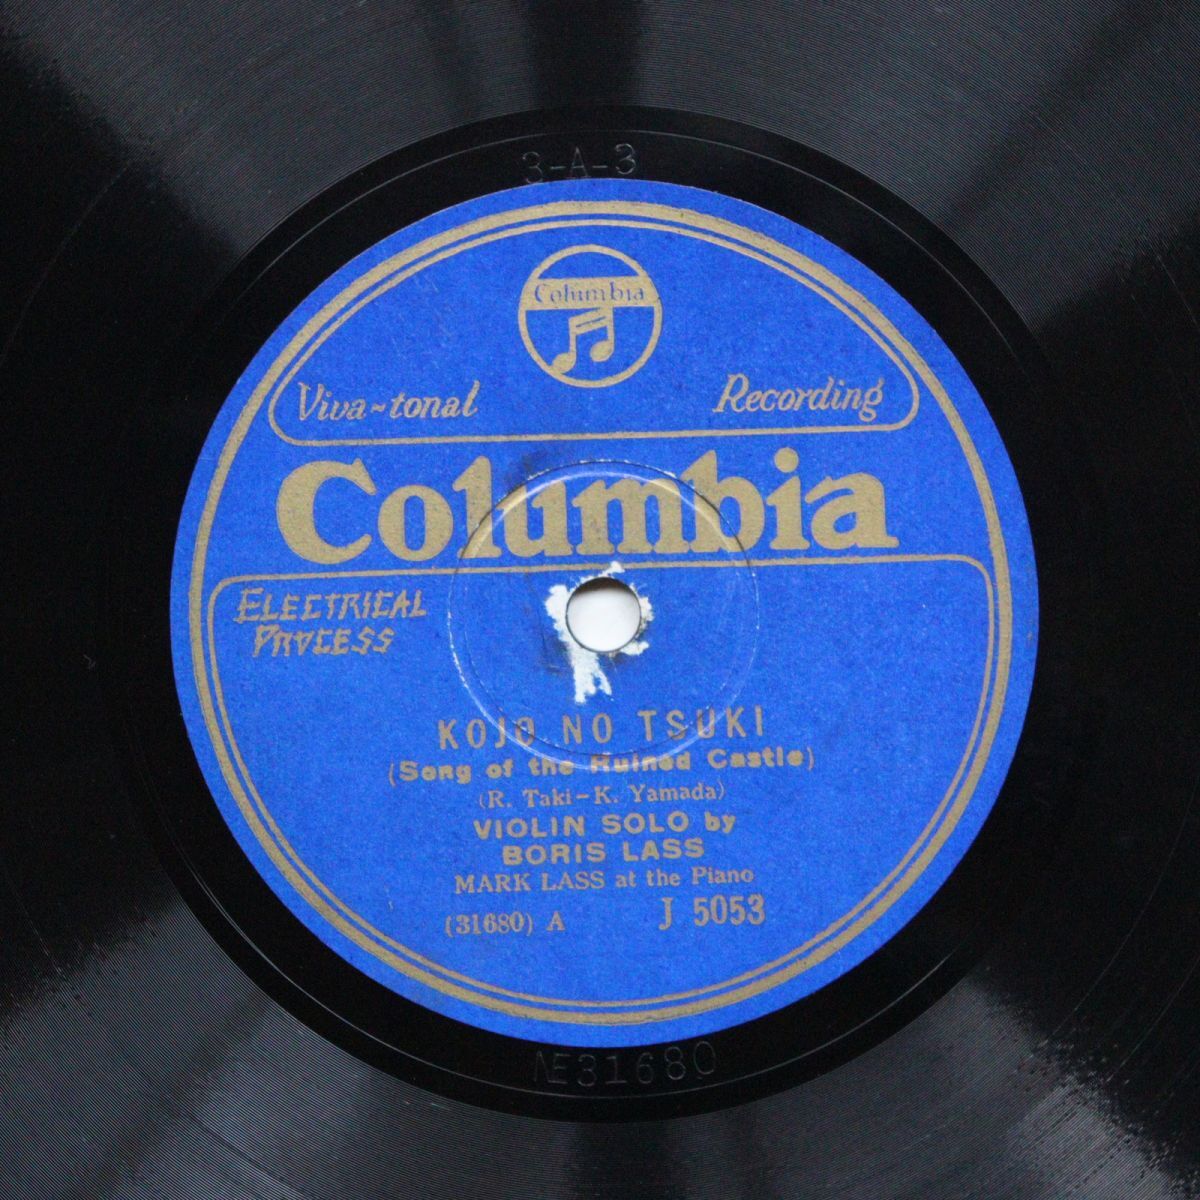 3-A-3
Columbia
Viva-tonal Recording
Columbia
ELECTRICAL
PROCESS
KOJO NO TSUKI
(Song of the Ruined Castle)
(R. Taki-K. Yamada)
VIOLIN SOLO by
BORIS LASS
MARK LASS at the Piano
(31680) A J 5053
NE31680